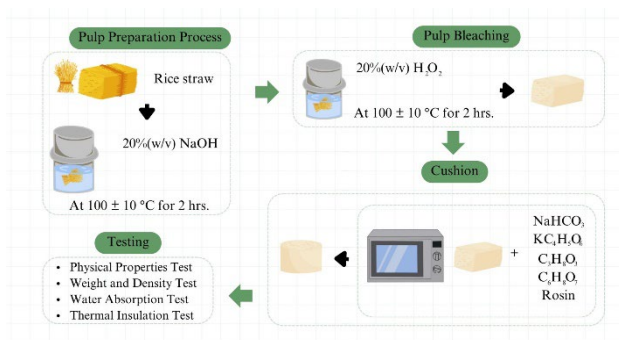 Pulp Preparation Process
Rice straw
20%(w/v) NaOH
At 100 ± 10 °C for 2 hrs.
Pulp Bleaching
20%(w/v) H₂O₂
At 100 ± 10 °C for 2 hrs.
Cushion
NaHCO₃
KC₄H₅O₆
C₃H₈O₃
C₆H₈O₇
Rosin
+
Testing
• Physical Properties Test
• Weight and Density Test
• Water Absorption Test
• Thermal Insulation Test